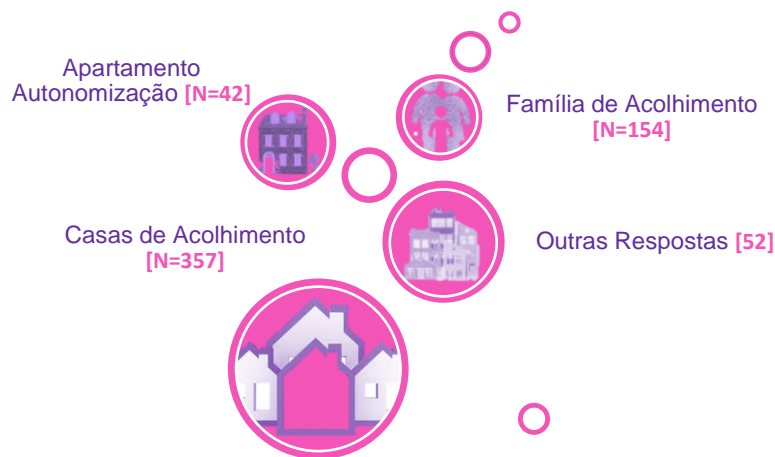 Apartamento
Autonomização [N=42]
Família de Acolhimento
[N=154]
Casas de Acolhimento
[N=357]
Outras Respostas [52]